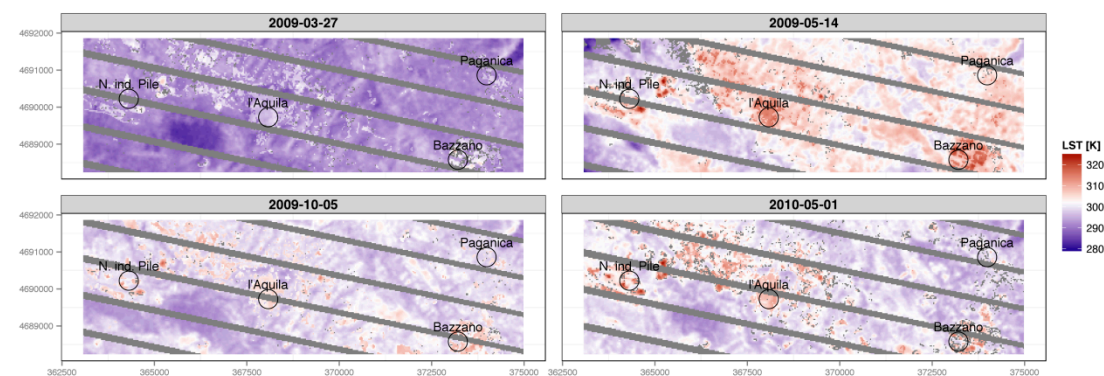 2009-03-27
2009-05-14
4692000
4691000
4690000
4689000
Paganica
N. ind. Pile
l'Aquila
Bazzano
Paganica
N. ind. Pile
l'Aquila
Bazzano
LST [K]
320
310
300
290
280
2009-10-05
2010-05-01
4692000
4691000
4690000
4689000
Paganica
N. ind. Pile
l'Aquila
Bazzano
Paganica
N. ind. Pile
l'Aquila
Bazzano
362500 365000 367500 370000 372500 375000 362500 365000 367500 370000 372500 375000